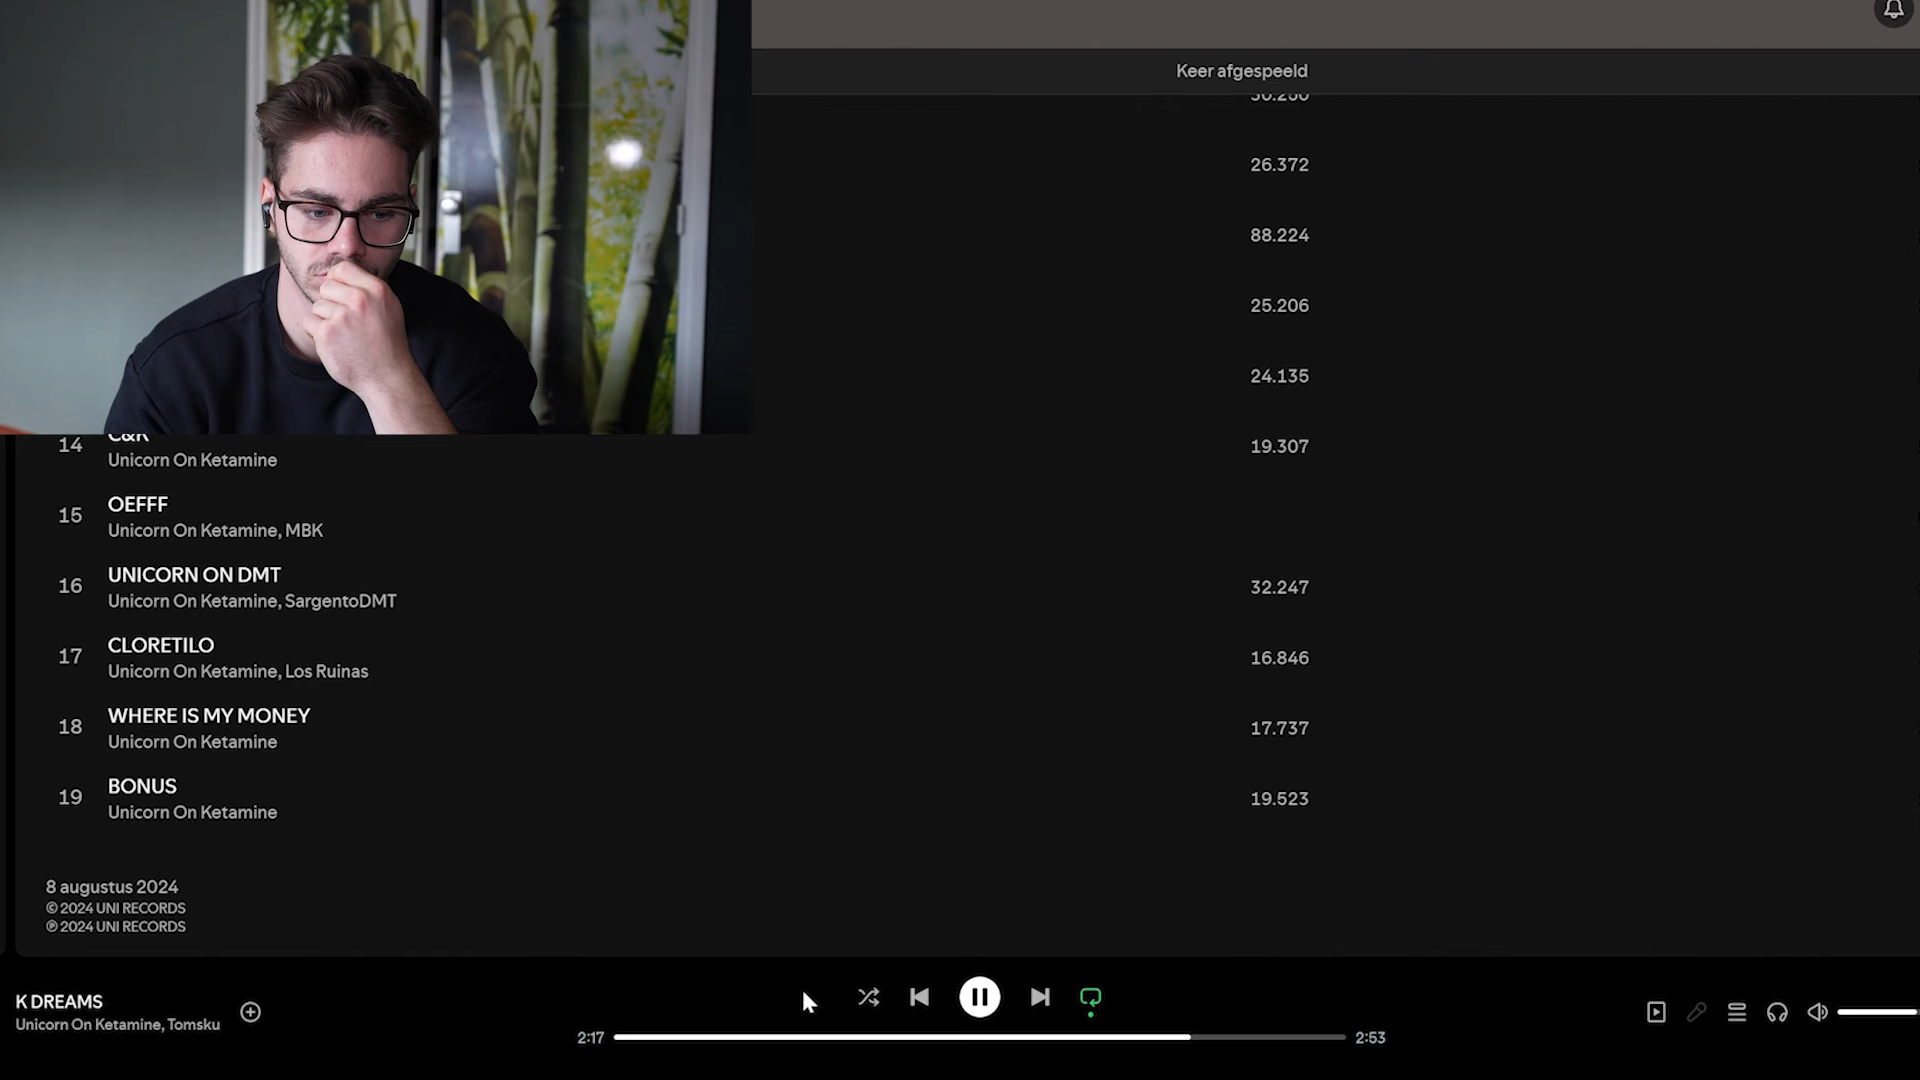 Keer afgespeeld
30.250
26.372
88.224
25.206
24.135
14 C&K 19.307
Unicorn On Ketamine
15 OEFFF
Unicorn On Ketamine, MBK
16 UNICORN ON DMT 32.247
Unicorn On Ketamine, SargentoDMT
17 CLORETILO 16.846
Unicorn On Ketamine, Los Ruinas
18 WHERE IS MY MONEY 17.737
Unicorn On Ketamine
19 BONUS 19.523
Unicorn On Ketamine
8 augustus 2024
© 2024 UNI RECORDS
℗ 2024 UNI RECORDS
K DREAMS
Unicorn On Ketamine, Tomsku
2:17 2:53